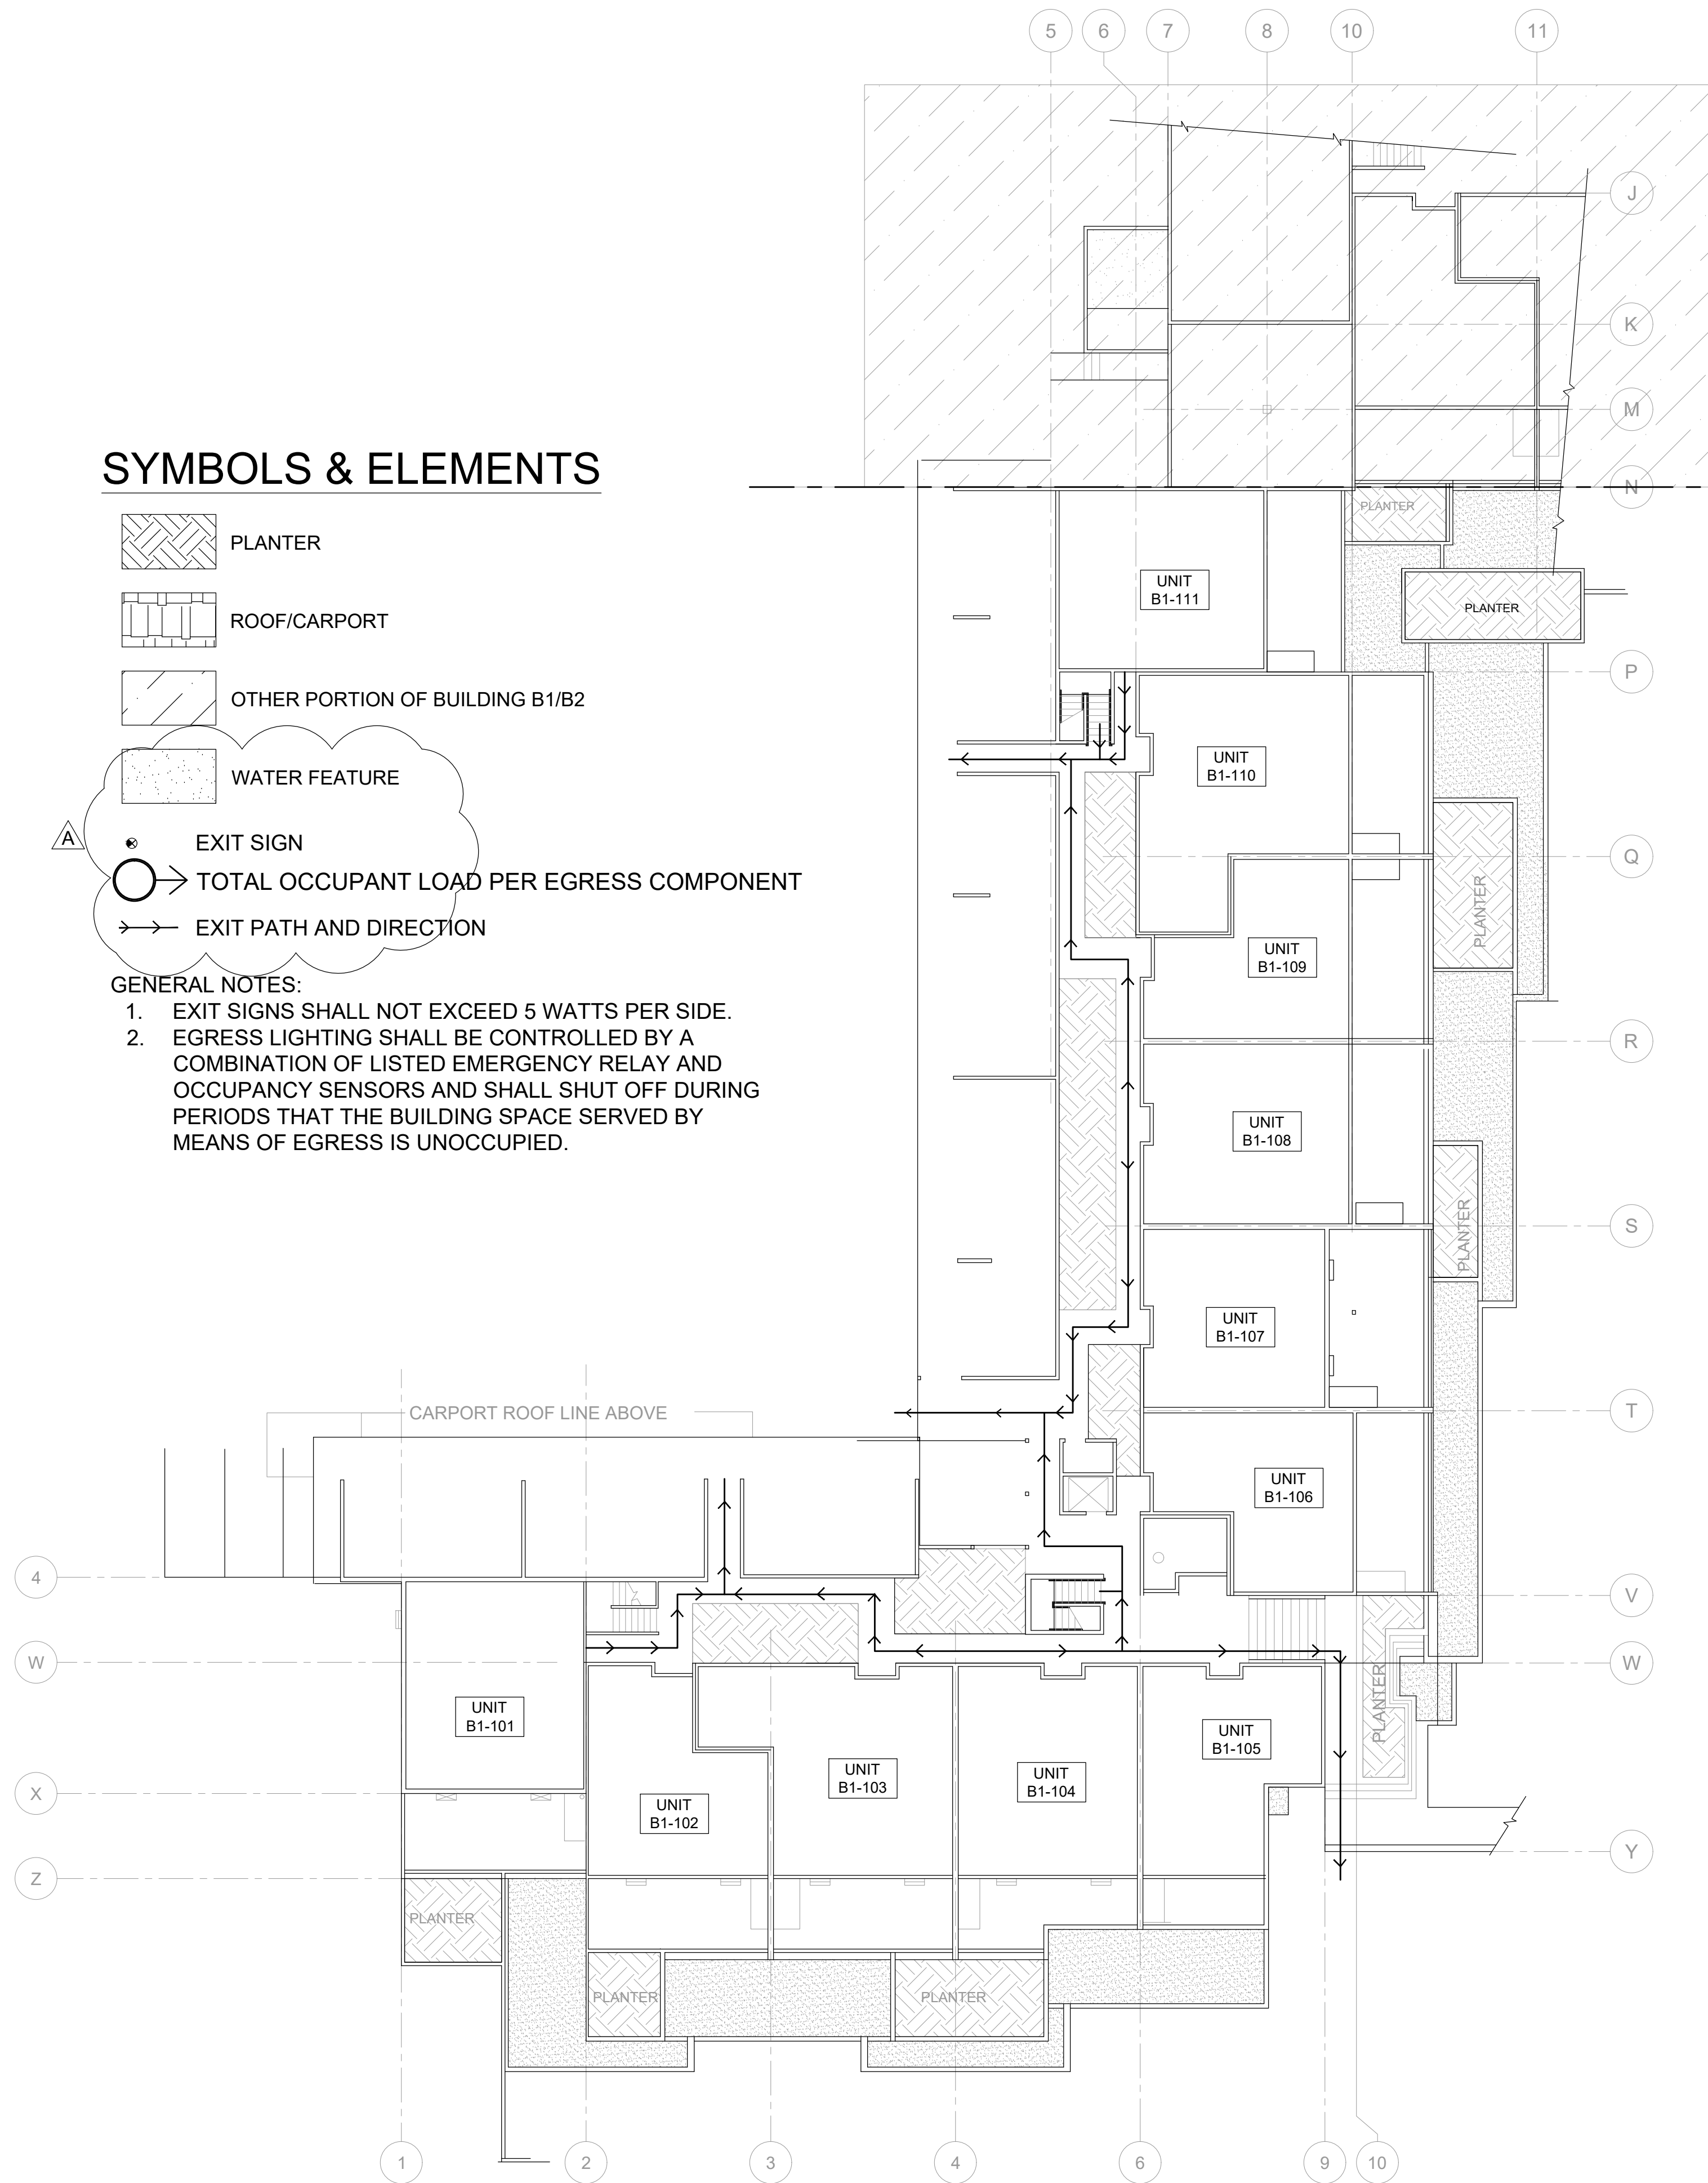 5 6 7 8 10 11
J
K
M
N
SYMBOLS & ELEMENTS
PLANTER
ROOF/CARPORT
OTHER PORTION OF BUILDING B1/B2
WATER FEATURE
A
EXIT SIGN
TOTAL OCCUPANT LOAD PER EGRESS COMPONENT
EXIT PATH AND DIRECTION
GENERAL NOTES:
1. EXIT SIGNS SHALL NOT EXCEED 5 WATTS PER SIDE.
2. EGRESS LIGHTING SHALL BE CONTROLLED BY A
COMBINATION OF LISTED EMERGENCY RELAY AND
OCCUPANCY SENSORS AND SHALL SHUT OFF DURING
PERIODS THAT THE BUILDING SPACE SERVED BY
MEANS OF EGRESS IS UNOCCUPIED.
PLANTER
UNIT
B1-111
PLANTER
P
UNIT
B1-110
Q
PLANTER
UNIT
B1-109
R
UNIT
B1-108
S
PLANTER
UNIT
B1-107
T
CARPORT ROOF LINE ABOVE
UNIT
B1-106
4
V
W
W
PLANTER
UNIT
B1-101
UNIT
B1-105
UNIT
B1-103
UNIT
B1-104
X
UNIT
B1-102
Y
Z
PLANTER
PLANTER
PLANTER
1 2 3 4 6 9 10